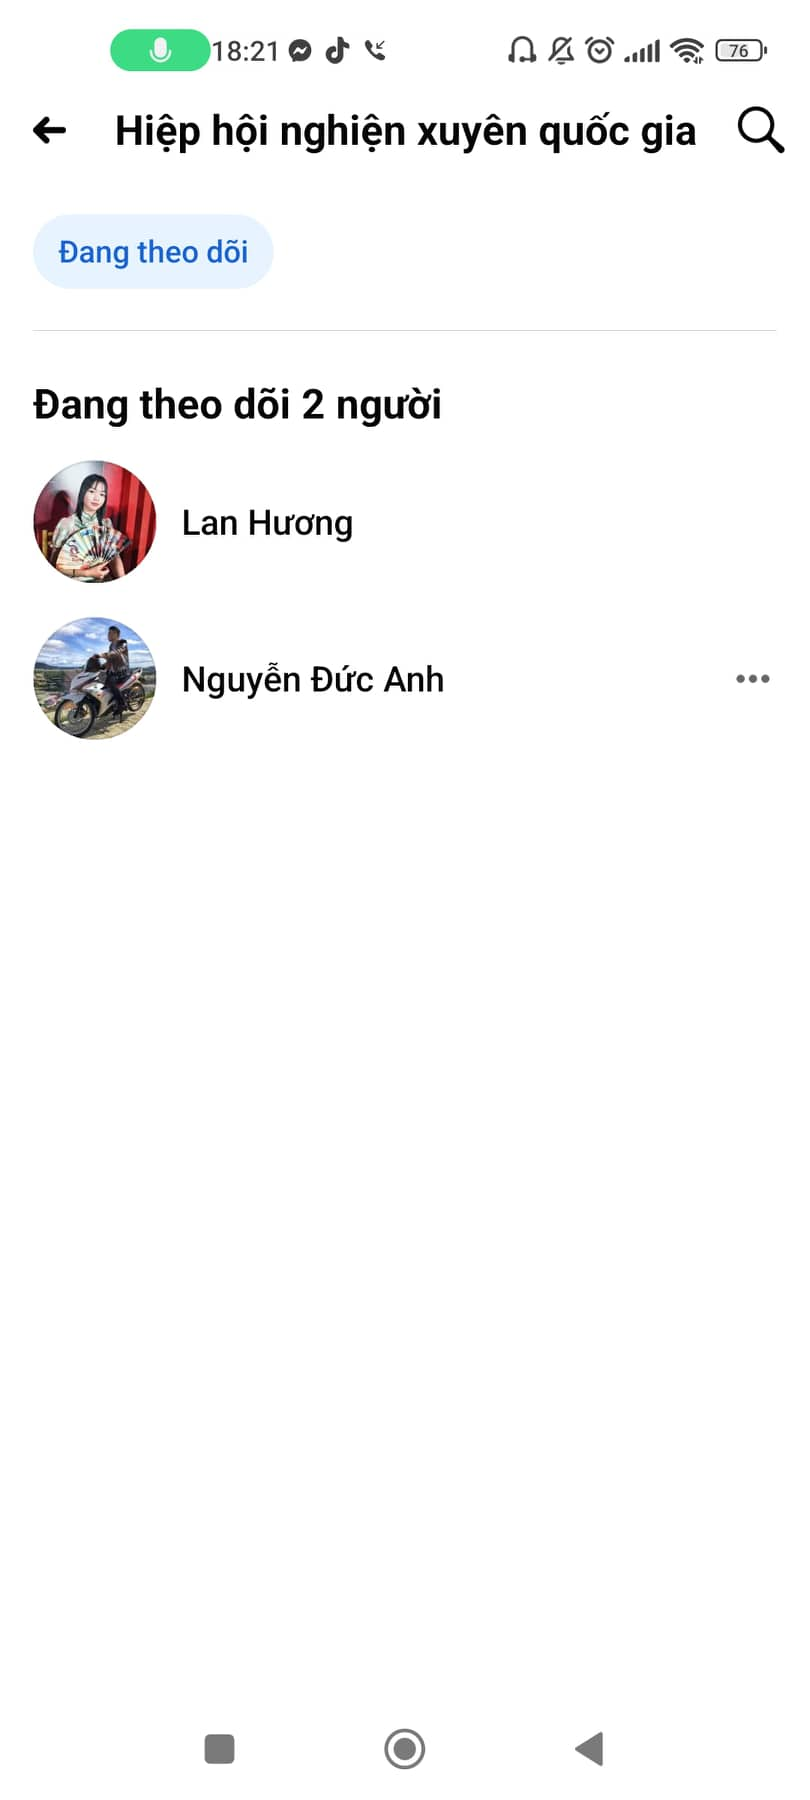 18:21
76
Hiệp hội nghiện xuyên quốc gia
Đang theo dõi
Đang theo dõi 2 người
Lan Hương
Nguyễn Đức Anh